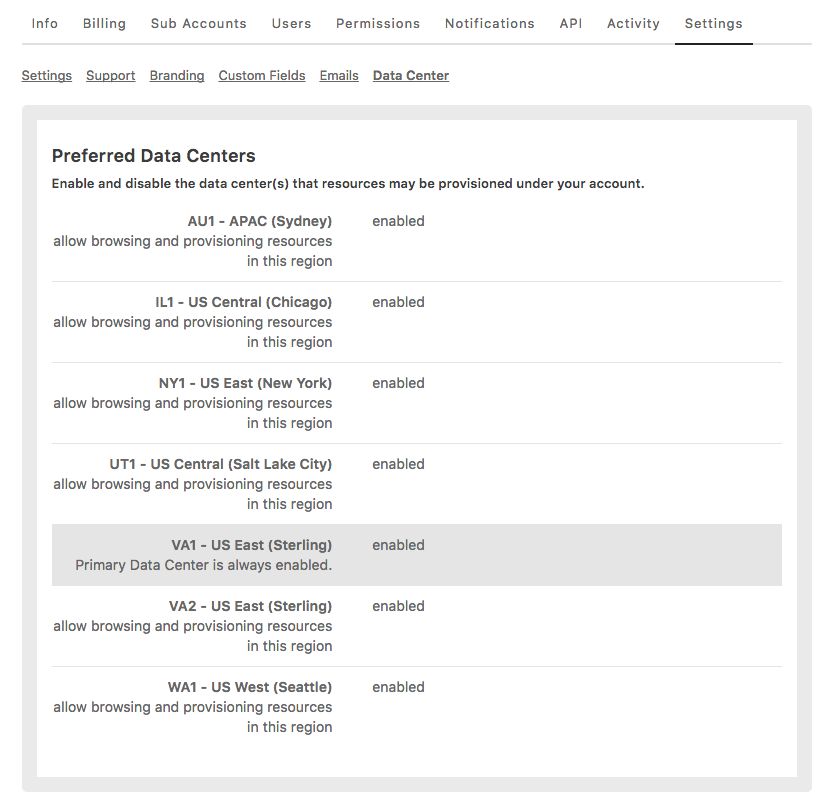 Info Billing Sub Accounts Users Permissions Notifications API Activity Settings
Settings Support Branding Custom Fields Emails Data Center
Preferred Data Centers
Enable and disable the data center(s) that resources may be provisioned under your account.
AU1 - APAC (Sydney) enabled
allow browsing and provisioning resources
in this region
IL1 - US Central (Chicago) enabled
allow browsing and provisioning resources
in this region
NY1 - US East (New York) enabled
allow browsing and provisioning resources
in this region
UT1 - US Central (Salt Lake City) enabled
allow browsing and provisioning resources
in this region
VA1 - US East (Sterling) enabled
Primary Data Center is always enabled.
VA2 - US East (Sterling) enabled
allow browsing and provisioning resources
in this region
WA1 - US West (Seattle) enabled
allow browsing and provisioning resources
in this region